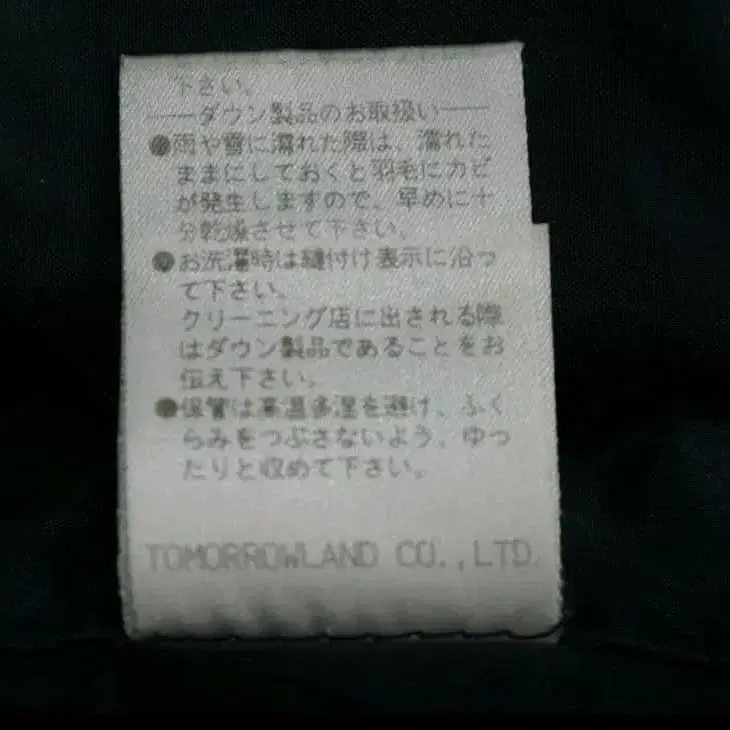 下さい。
ダウン製品のお取扱い
●雨や雪に濡れた際は、濡れた
ままにしておくと羽毛にカビ
が発生しますので、早めに十
分乾燥させて下さい。
●お洗濯時は縫付け表示に沿っ
て下さい。
クリーニング店に出される際
はダウン製品であることをお
伝え下さい。
●保管は高温多湿を避け、ふく
らみをつぶさないよう、ゆっ
たりと収めて下さい。
TOMORROWLAND CO.,LTD.